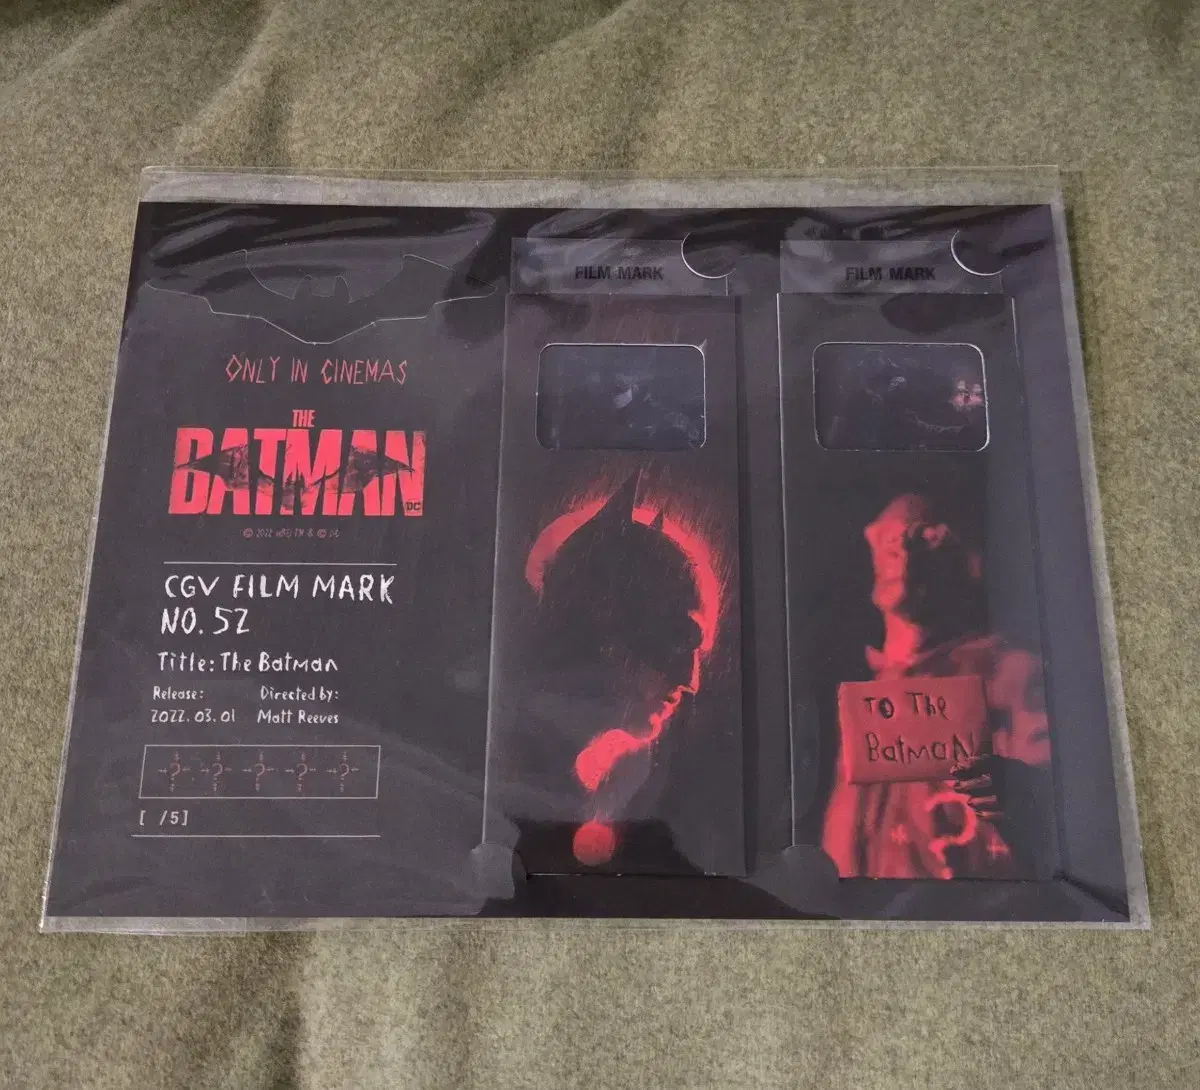 FILM MARK
FILM MARK
ONLY IN CINEMAS
THE
BATMAN
DC
CGV FILM MARK
NO. 52
Title: The Batman
Release:
Directed by:
2022. 03. 01
Matt Reeves
? ? ? ? ?
[ /5]
TO The
Batman
?